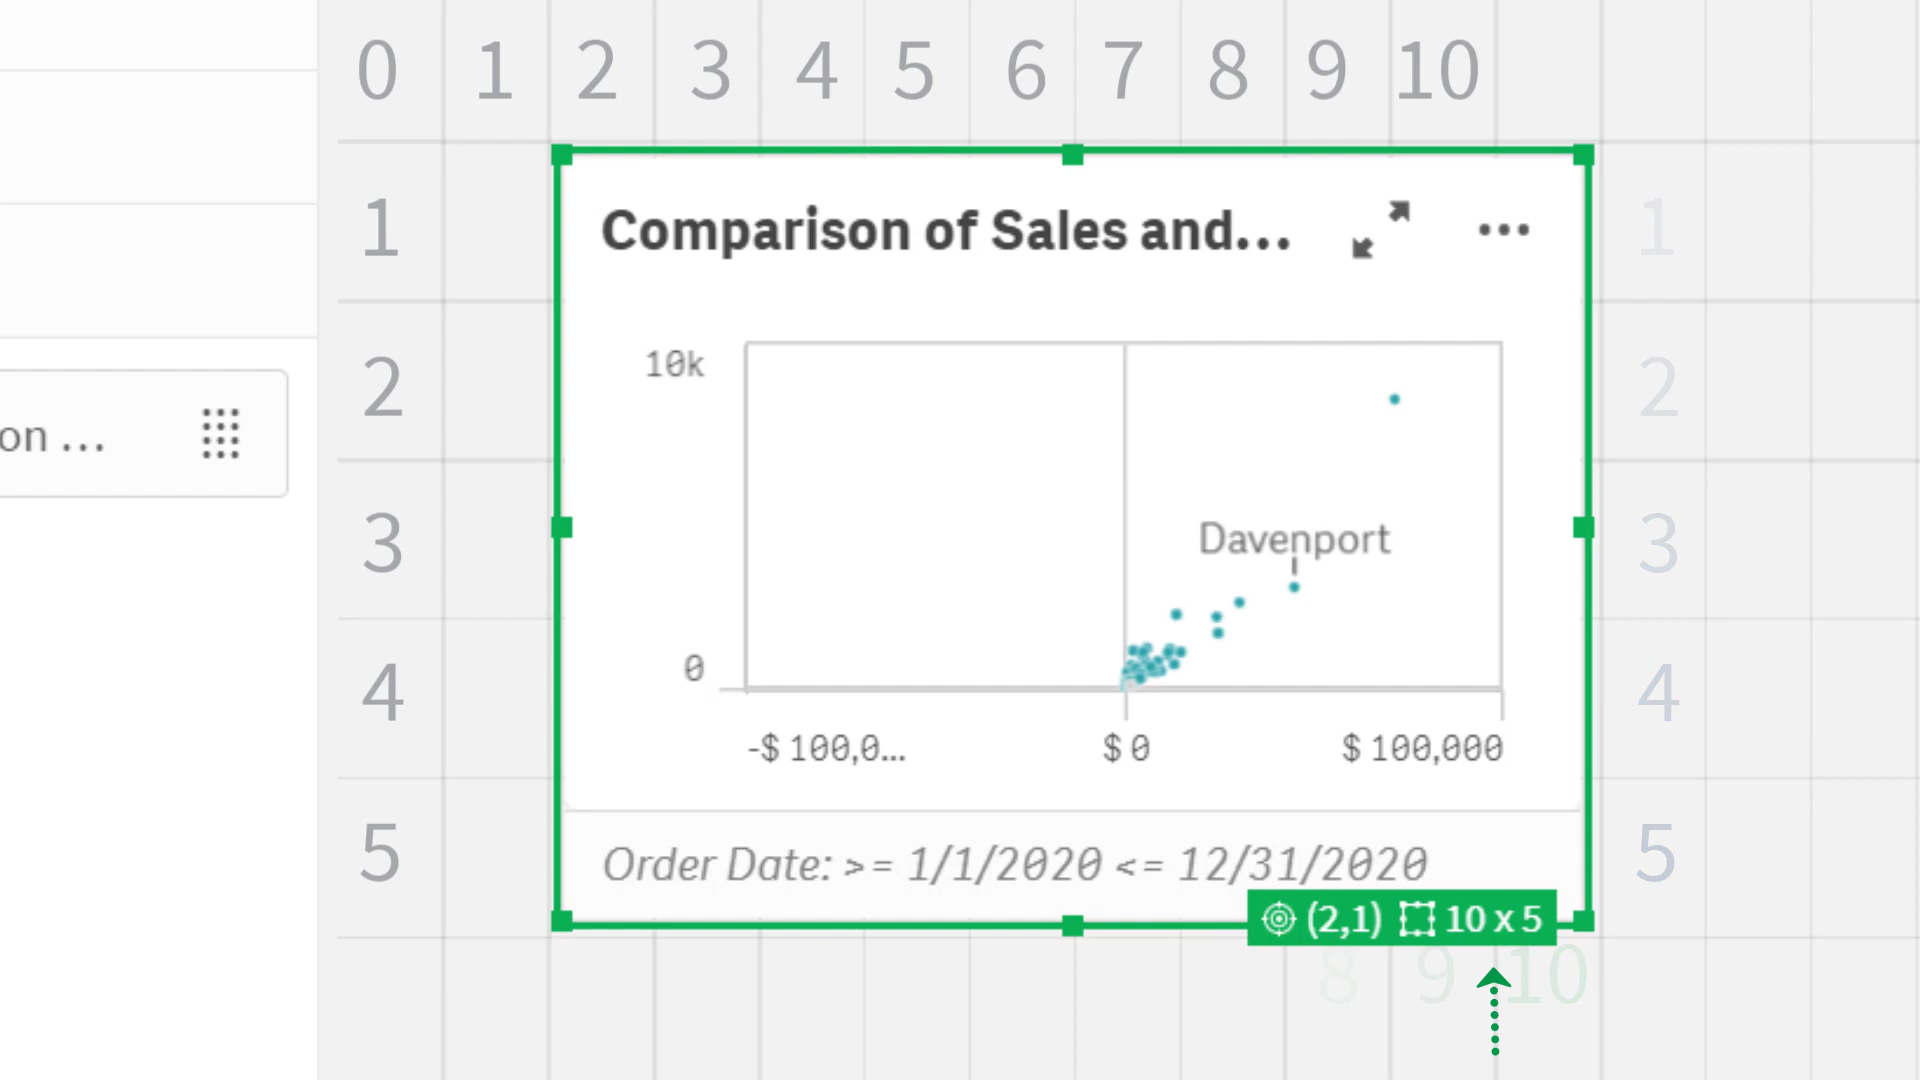 0 1 2 3 4 5 6 7 8 9 10
Comparison of Sales and...
1 1
10k
2 2
on ...
Davenport
3 3
0
4 4
-$ 100,0... $ 0 $ 100,000
5 5
Order Date: >= 1/1/2020 <= 12/31/2020
(2,1) 10 x 5
8 9 10